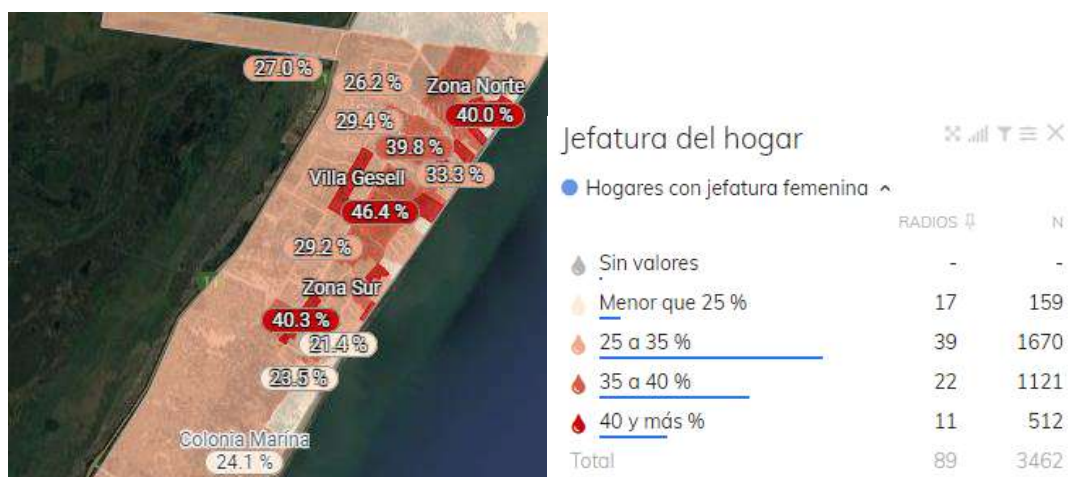 27.0 %
26.2 %
Zona Norte
40.0 %
29.4 %
39.8 %
Villa Gesell
33.3 %
46.4 %
29.2 %
Zona Sur
40.3 %
21.4 %
23.5 %
Colonia Marina
24.1 %
Jefatura del hogar
Hogares con jefatura femenina
RADIOS N
Sin valores - -
Menor que 25 % 17 159
25 a 35 % 39 1670
35 a 40 % 22 1121
40 y más % 11 512
Total 89 3462